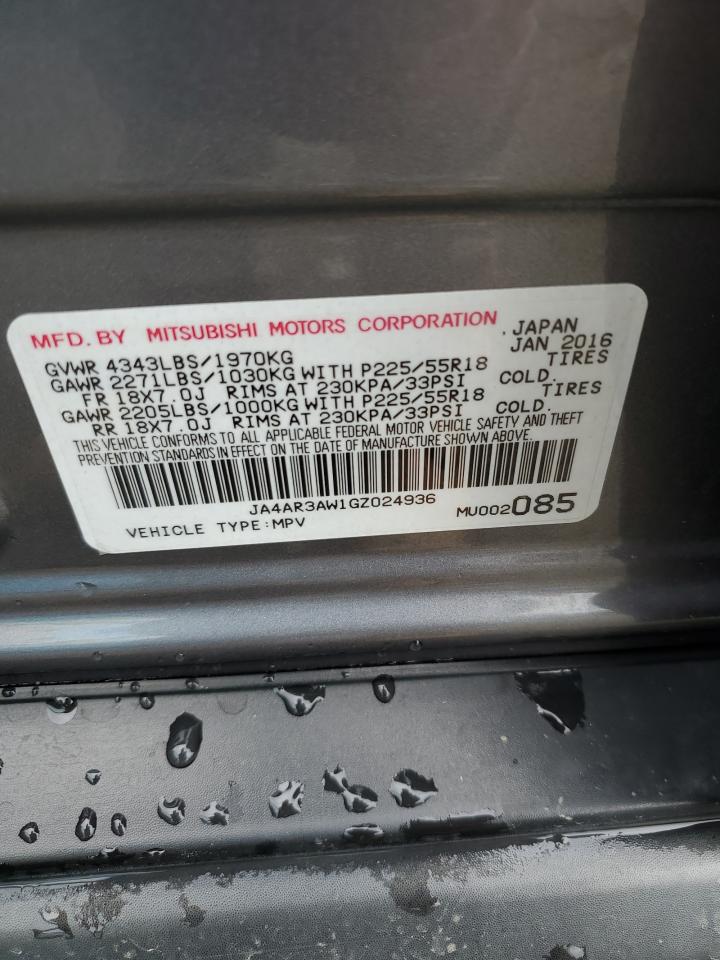 MFD. BY MITSUBISHI MOTORS CORPORATION . JAPAN
GVWR 4343LBS/1970KG JAN 2016
GAWR 2271LBS/1030KG WITH P225/55R18 TIRES
FR 18X7.0J RIMS AT 230KPA/33PSI COLD.
GAWR 2205LBS/1000KG WITH P225/55R18 TIRES
RR 18X7.0J RIMS AT 230KPA/33PSI COLD.
THIS VEHICLE CONFORMS TO ALL APPLICABLE FEDERAL MOTOR VEHICLE SAFETY AND THEFT
PREVENTION STANDARDS IN EFFECT ON THE DATE OF MANUFACTURE SHOWN ABOVE.
JA4AR3AW1GZ024936
VEHICLE TYPE:MPV MU002085